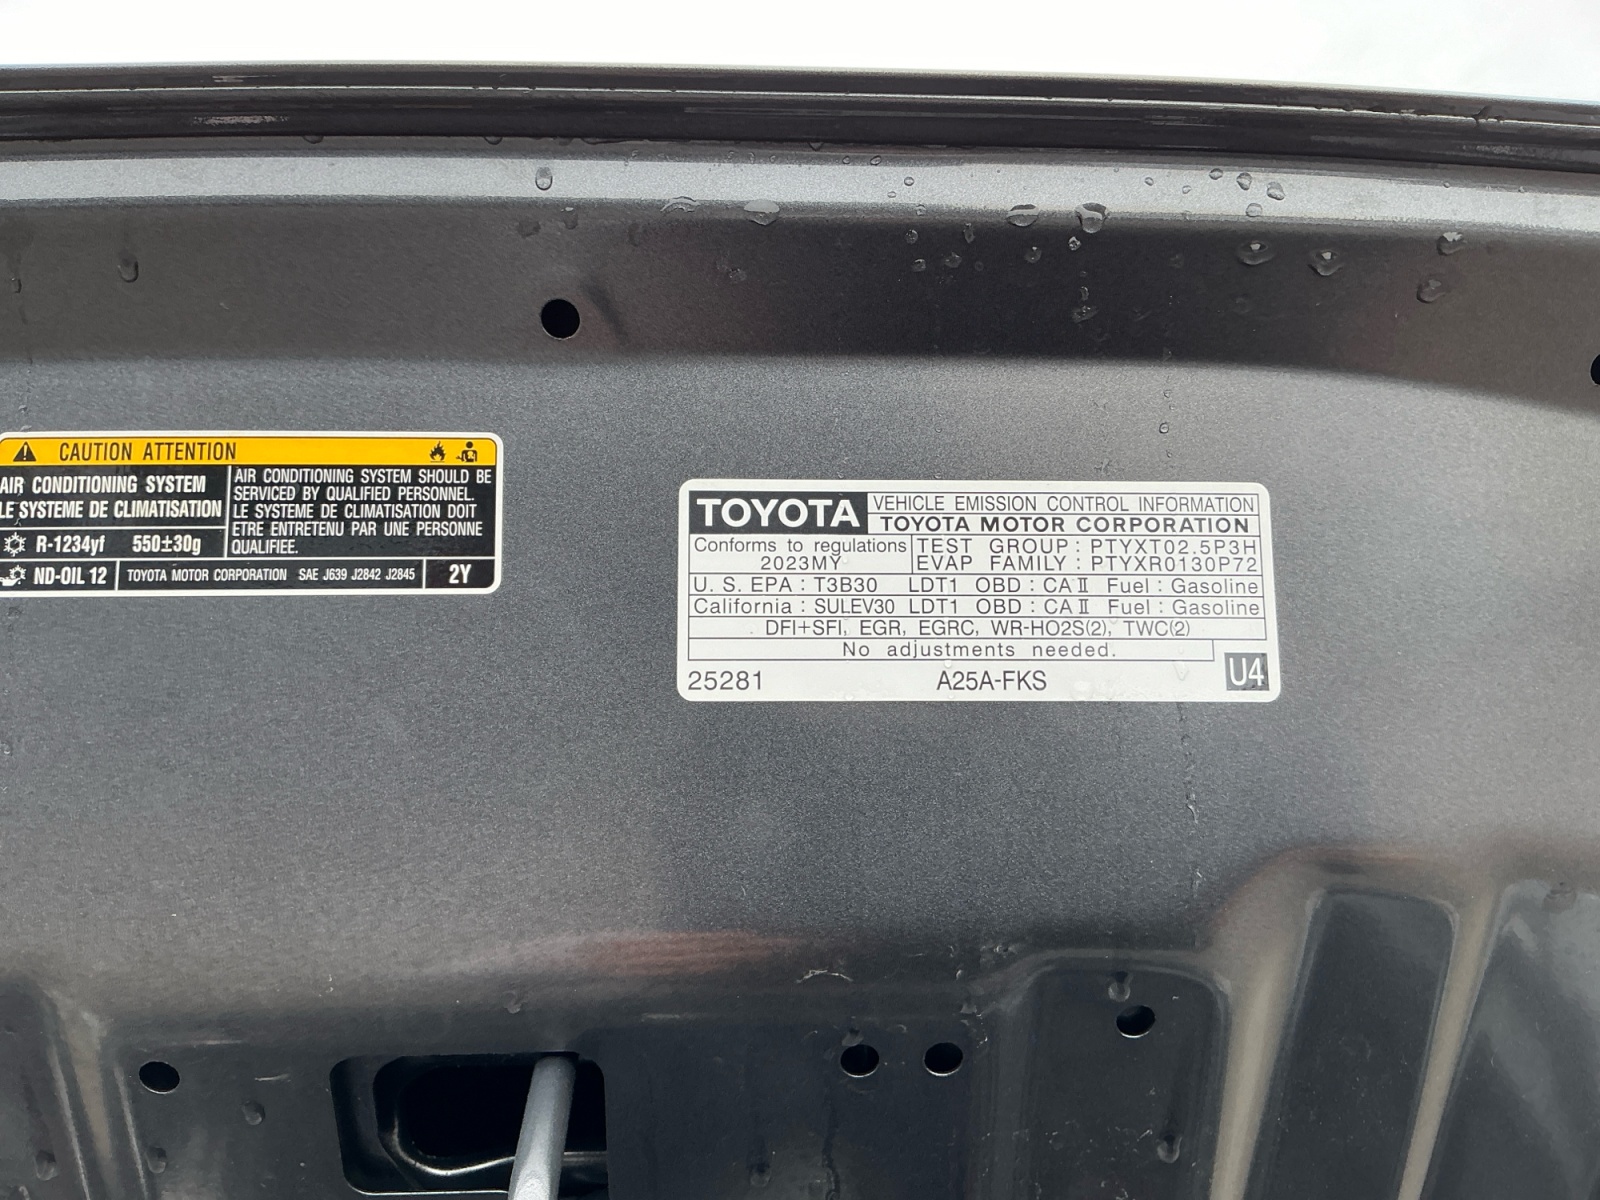 CAUTION ATTENTION
AIR CONDITIONING SYSTEM
LE SYSTEME DE CLIMATISATION
R-1234yf 550±30g
AIR CONDITIONING SYSTEM SHOULD BE
SERVICED BY QUALIFIED PERSONNEL.
LE SYSTEME DE CLIMATISATION DOIT
ETRE ENTRETENU PAR UNE PERSONNE
QUALIFIEE.
ND-OIL 12 TOYOTA MOTOR CORPORATION SAE J639 J2842 J2845 2Y
TOYOTA VEHICLE EMISSION CONTROL INFORMATION
TOYOTA MOTOR CORPORATION
Conforms to regulations
2023MY
TEST GROUP : PTYXT02.5P3H
EVAP FAMILY : PTYXR0130P72
U.S. EPA : T3B30 LDT1 OBD : CAⅡ Fuel : Gasoline
California : SULEV30 LDT1 OBD : CAⅡ Fuel : Gasoline
DFI+SFI, EGR, EGRC, WR-HO2S(2), TWC(2)
No adjustments needed.
25281 A25A-FKS U4